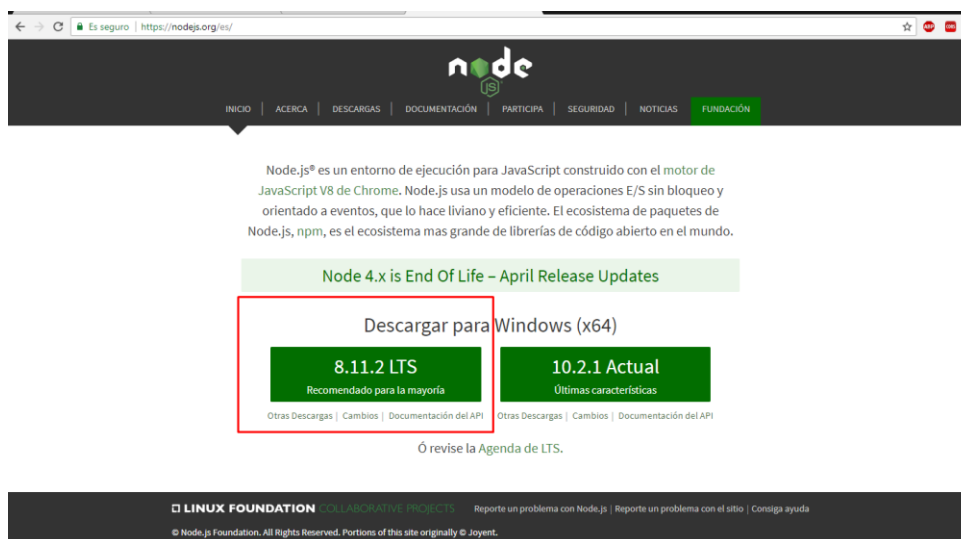 Es seguro | https://nodejs.org/es/
ABP
node
JS
INICIO | ACERCA | DESCARGAS | DOCUMENTACIÓN | PARTICIPA | SEGURIDAD | NOTICIAS FUNDACIÓN
Node.js® es un entorno de ejecución para JavaScript construido con el motor de
JavaScript V8 de Chrome. Node.js usa un modelo de operaciones E/S sin bloqueo y
orientado a eventos, que lo hace liviano y eficiente. El ecosistema de paquetes de
Node.js, npm, es el ecosistema mas grande de librerías de código abierto en el mundo.
Node 4.x is End Of Life – April Release Updates
Descargar para Windows (x64)
8.11.2 LTS
Recomendado para la mayoría
10.2.1 Actual
Últimas características
Otras Descargas | Cambios | Documentación del API
Otras Descargas | Cambios | Documentación del API
Ó revise la Agenda de LTS.
LINUX FOUNDATION COLLABORATIVE PROJECTS
Reporte un problema con Node.js | Reporte un problema con el sitio | Consiga ayuda
© Node.js Foundation. All Rights Reserved. Portions of this site originally © Joyent.